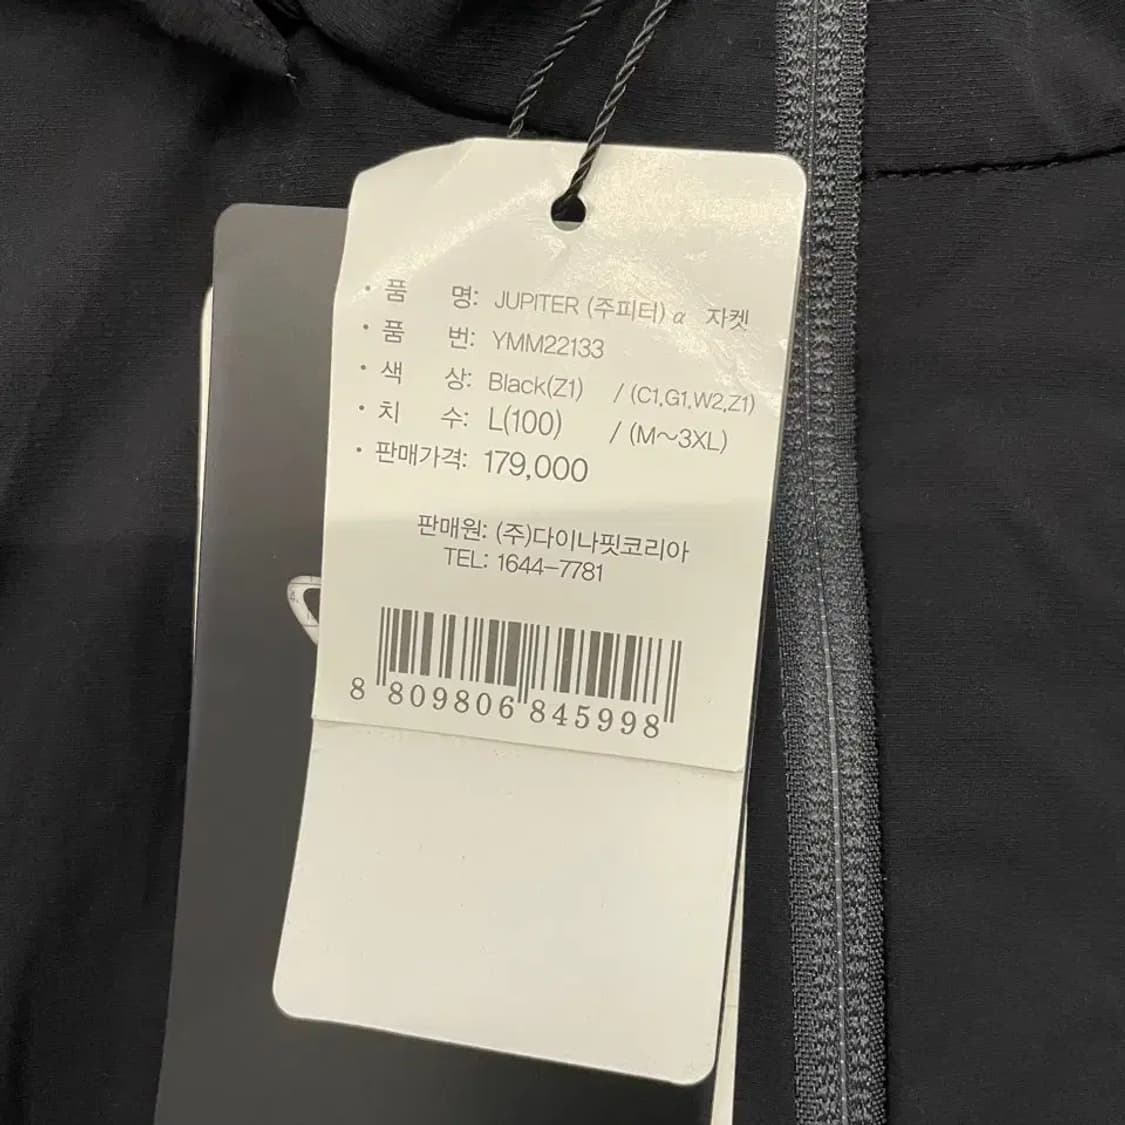 · 품 명: JUPITER (주피터) α 자켓
· 품 번: YMM22133
· 색 상: Black(Z1) / (C1,G1,W2,Z1)
· 치 수: L(100) / (M~3XL)
· 판매가격: 179,000
판매원: (주)다이나핏코리아
TEL: 1644-7781
8 809806 845998